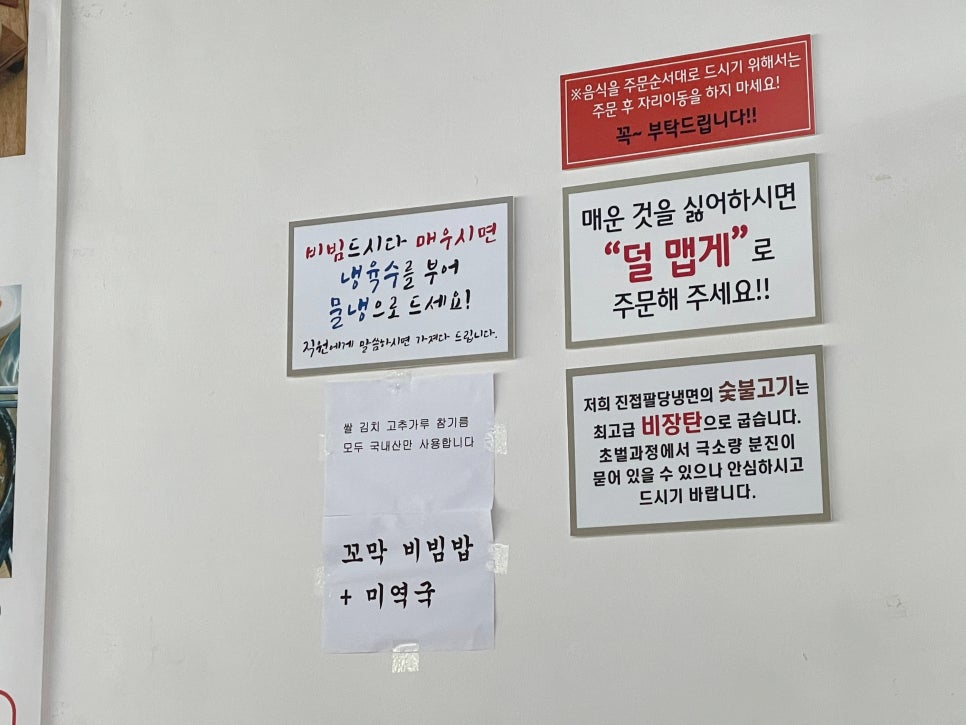 ※음식을 주문순서대로 드시기 위해서는
주문 후 자리이동을 하지 마세요!
꼭~ 부탁드립니다!!
비빔드시다 매우시면
냉육수를 부어
물냉으로 드세요!
직원에게 말씀하시면 가져다 드립니다.
매운 것을 싫어하시면
“덜 맵게”로
주문해 주세요!!
쌀 김치 고추가루 참기름
모두 국내산만 사용합니다
꼬막 비빔밥
+ 미역국
저희 진접팔당냉면의 숯불고기는
최고급 비장탄으로 굽습니다.
초벌과정에서 극소량 분진이
묻어 있을 수 있으나 안심하시고
드시기 바랍니다.